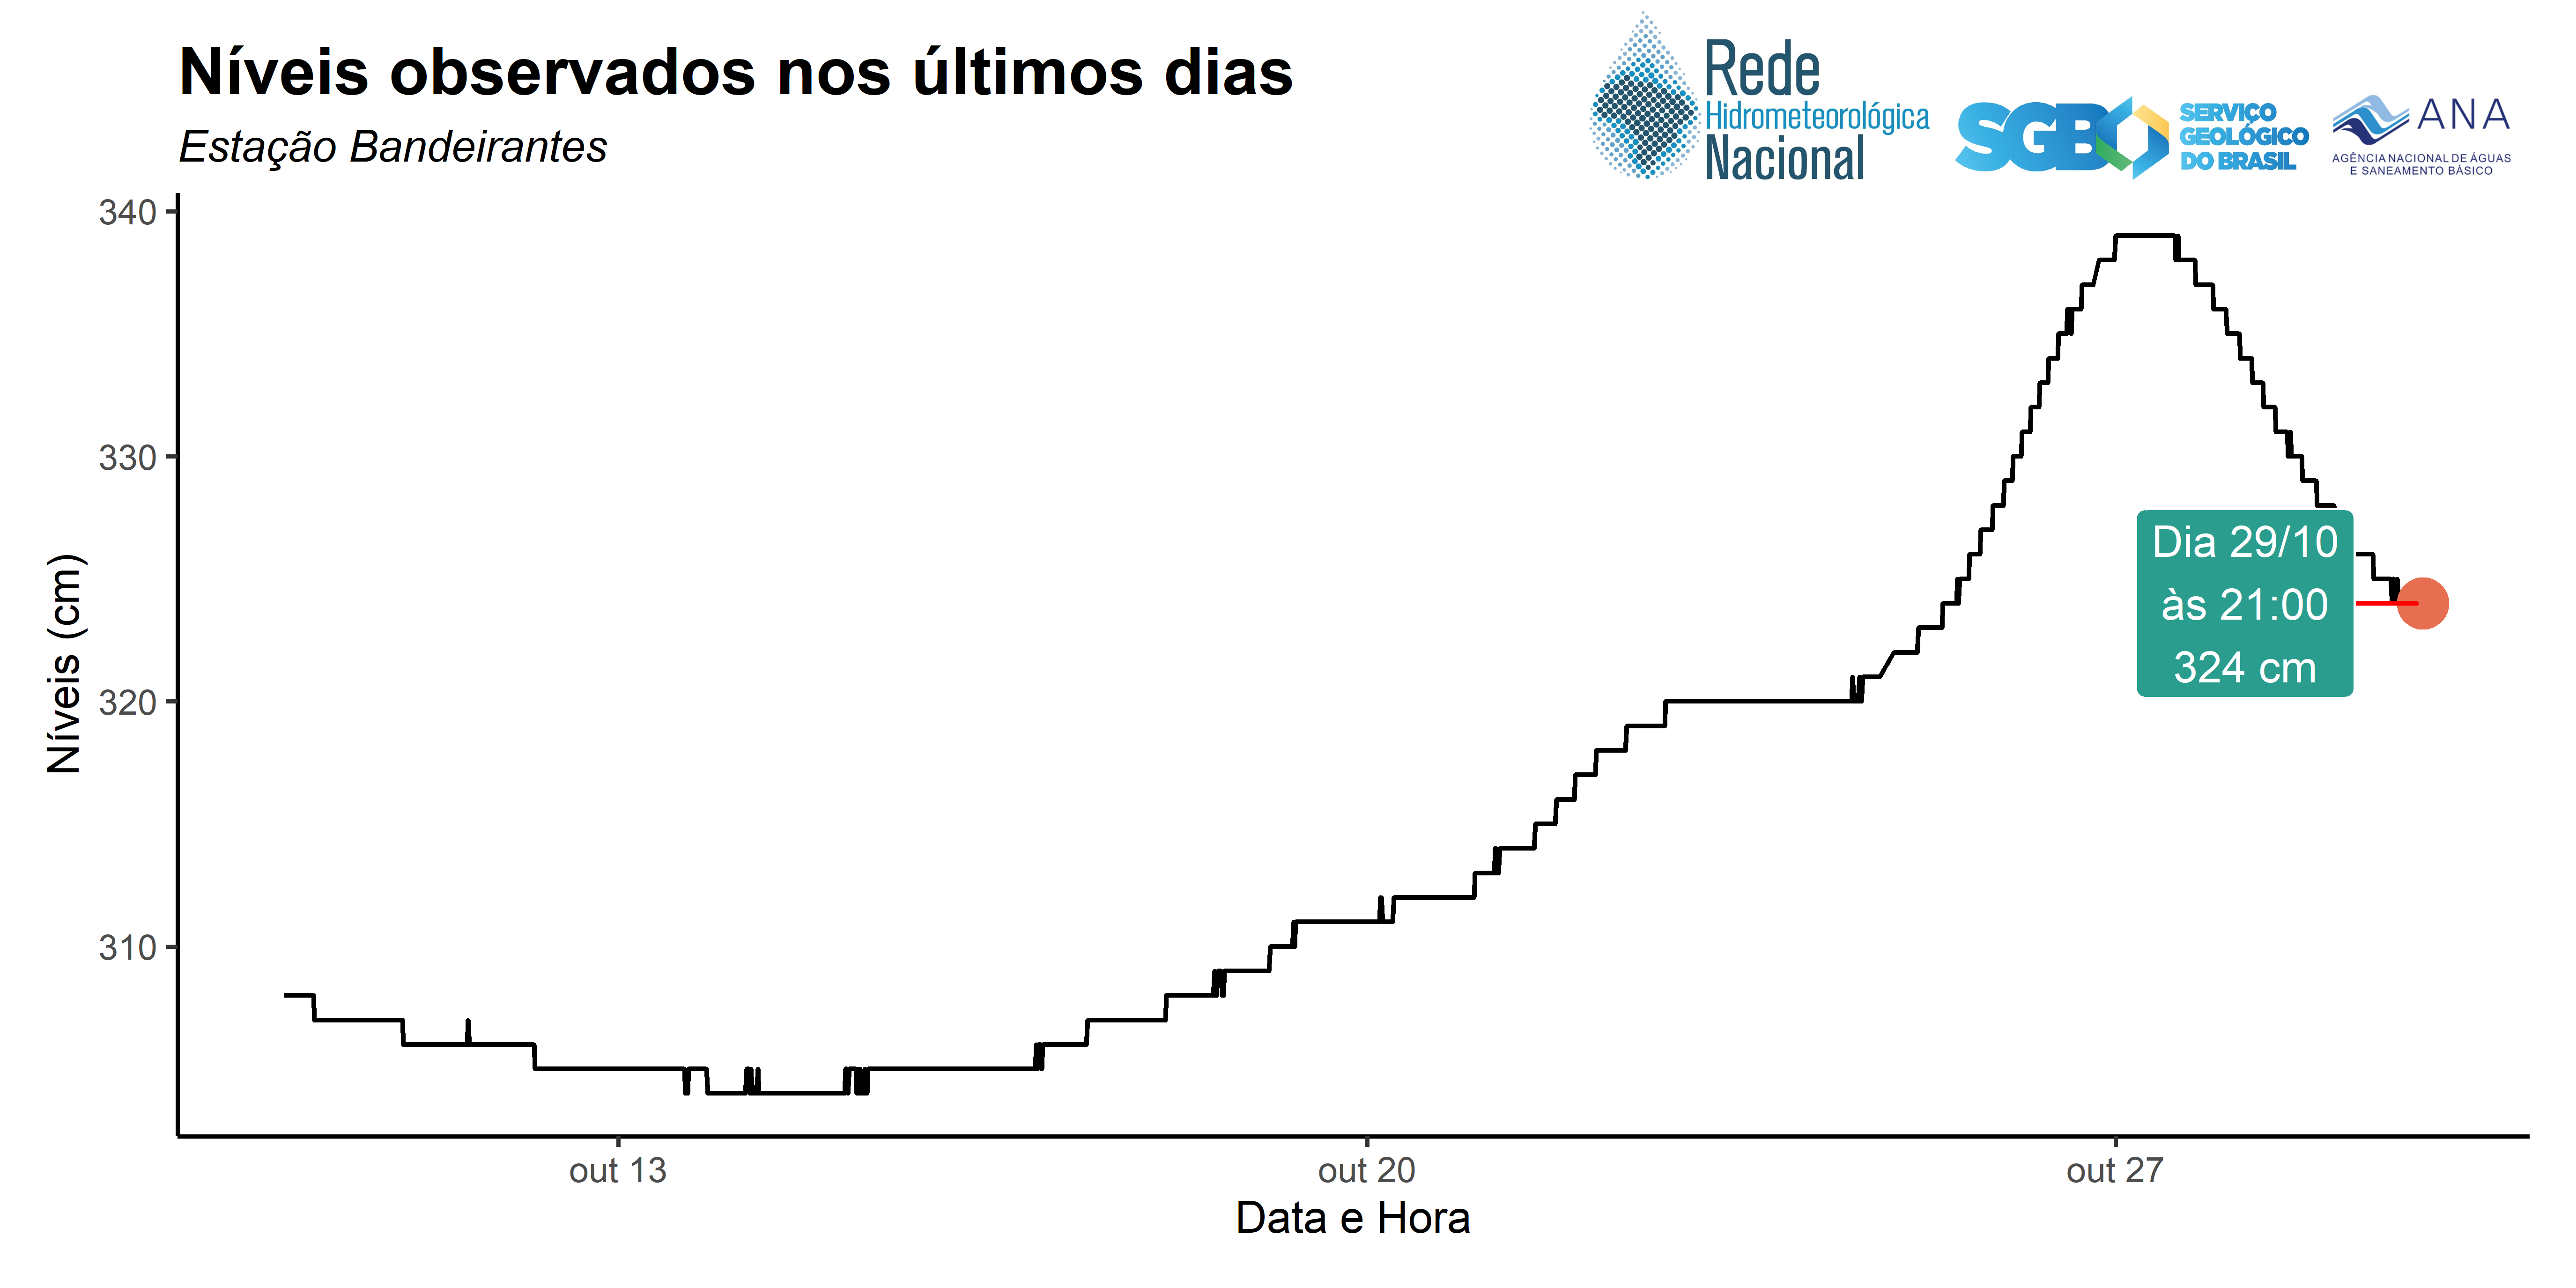 Níveis observados nos últimos dias
Estação Bandeirantes
Rede
Hidrometeorológica
Nacional
SGB
SERVIÇO
GEOLÓGICO
DO BRASIL
ANA
AGÊNCIA NACIONAL DE ÁGUAS
E SANEAMENTO BÁSICO
340
330
320
310
Níveis (cm)
Dia 29/10
às 21:00
324 cm
out 13
out 20
out 27
Data e Hora